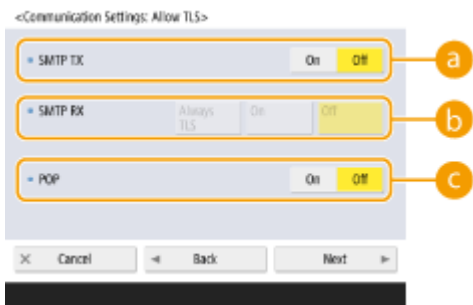 <Communication Settings: Allow TLS>
▪ SMTP TX On Off a
▪ SMTP RX Always TLS On Off b
▪ POP On Off c
× Cancel ◀ Back Next ▶